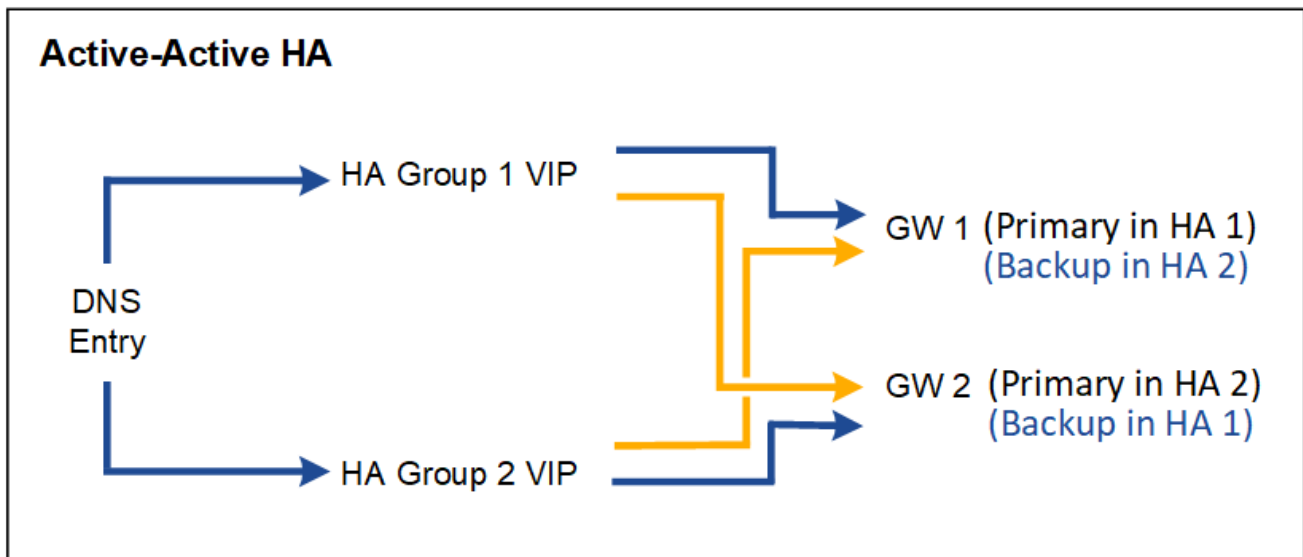 Active-Active HA
HA Group 1 VIP
GW 1 (Primary in HA 1)
(Backup in HA 2)
DNS
Entry
GW 2 (Primary in HA 2)
(Backup in HA 1)
HA Group 2 VIP